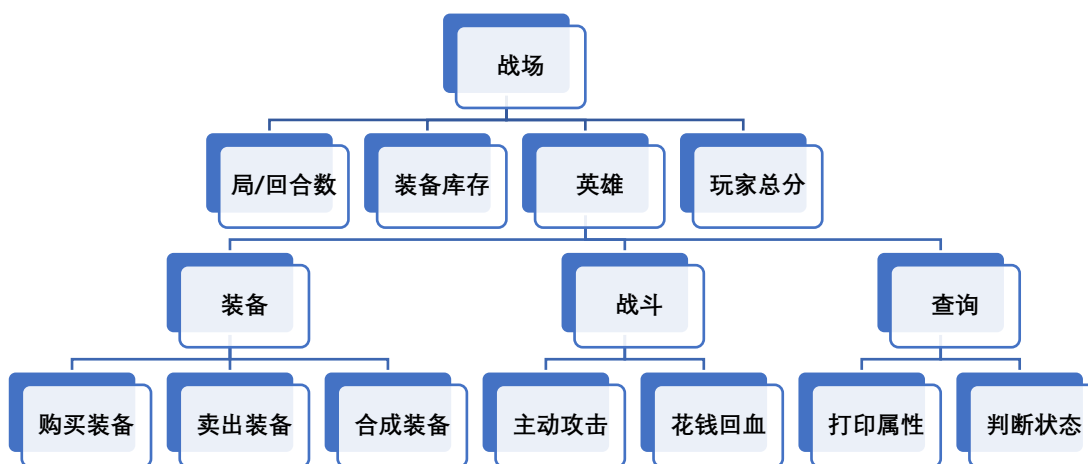 战场
局/回合数
装备库存
英雄
玩家总分
装备
战斗
查询
购买装备
卖出装备
合成装备
主动攻击
花钱回血
打印属性
判断状态